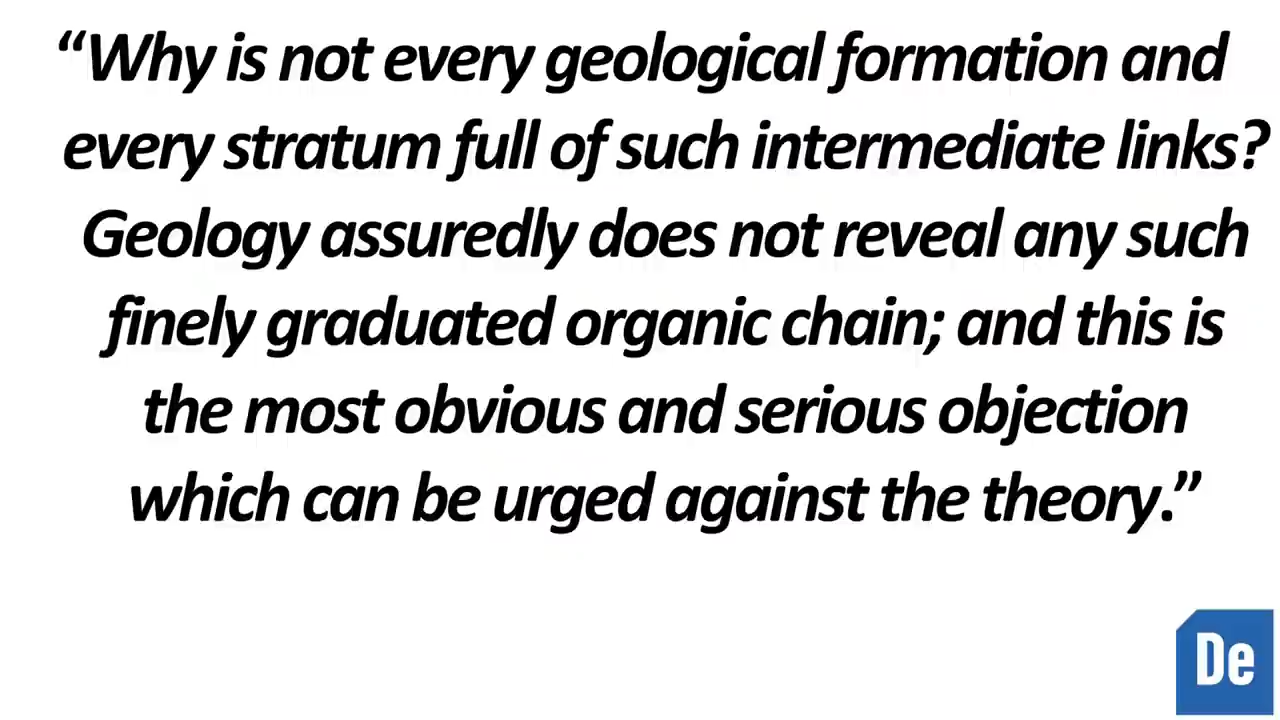 “Why is not every geological formation and
every stratum full of such intermediate links?
Geology assuredly does not reveal any such
finely graduated organic chain; and this is
the most obvious and serious objection
which can be urged against the theory.”
De